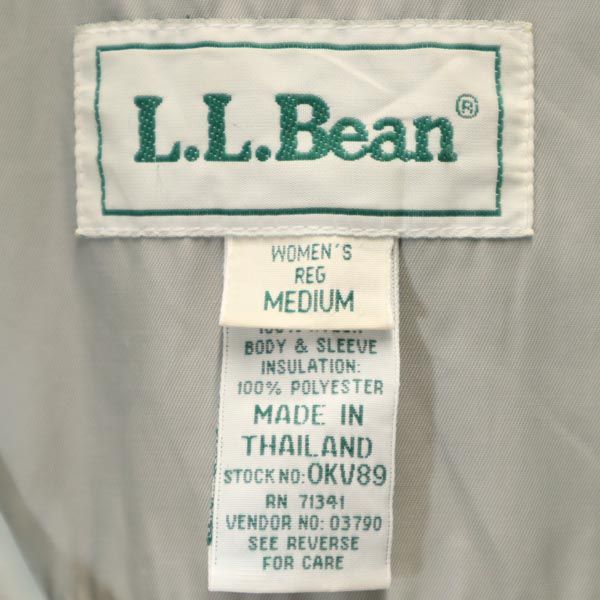 L.L.Bean®
WOMEN'S
REG
MEDIUM
BODY & SLEEVE
INSULATION:
100% POLYESTER
MADE IN
THAILAND
STOCK NO: OKV89
RN 71341
VENDOR NO: 03790
SEE REVERSE
FOR CARE